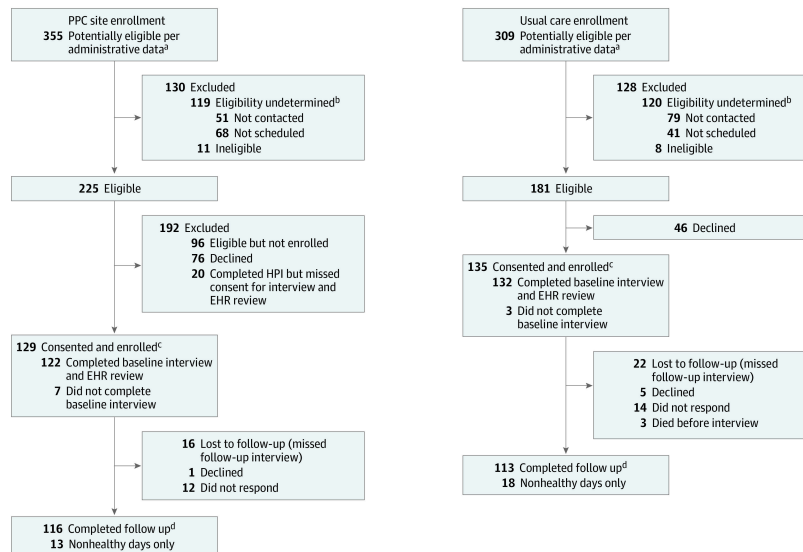 PPC site enrollment
355 Potentially eligible per
administrative dataᵃ
130 Excluded
119 Eligibility undeterminedᵇ
51 Not contacted
68 Not scheduled
11 Ineligible
225 Eligible
192 Excluded
96 Eligible but not enrolled
76 Declined
20 Completed HPI but missed
consent for interview and
EHR review
129 Consented and enrolledᶜ
122 Completed baseline interview
and EHR review
7 Did not complete
baseline interview
16 Lost to follow-up (missed
follow-up interview)
1 Declined
12 Did not respond
116 Completed follow upᵈ
13 Nonhealthy days only
Usual care enrollment
309 Potentially eligible per
administrative dataᵃ
128 Excluded
120 Eligibility undeterminedᵇ
79 Not contacted
41 Not scheduled
8 Ineligible
181 Eligible
46 Declined
135 Consented and enrolledᶜ
132 Completed baseline interview
and EHR review
3 Did not complete
baseline interview
22 Lost to follow-up (missed
follow-up interview)
5 Declined
14 Did not respond
3 Died before interview
113 Completed follow upᵈ
18 Nonhealthy days only